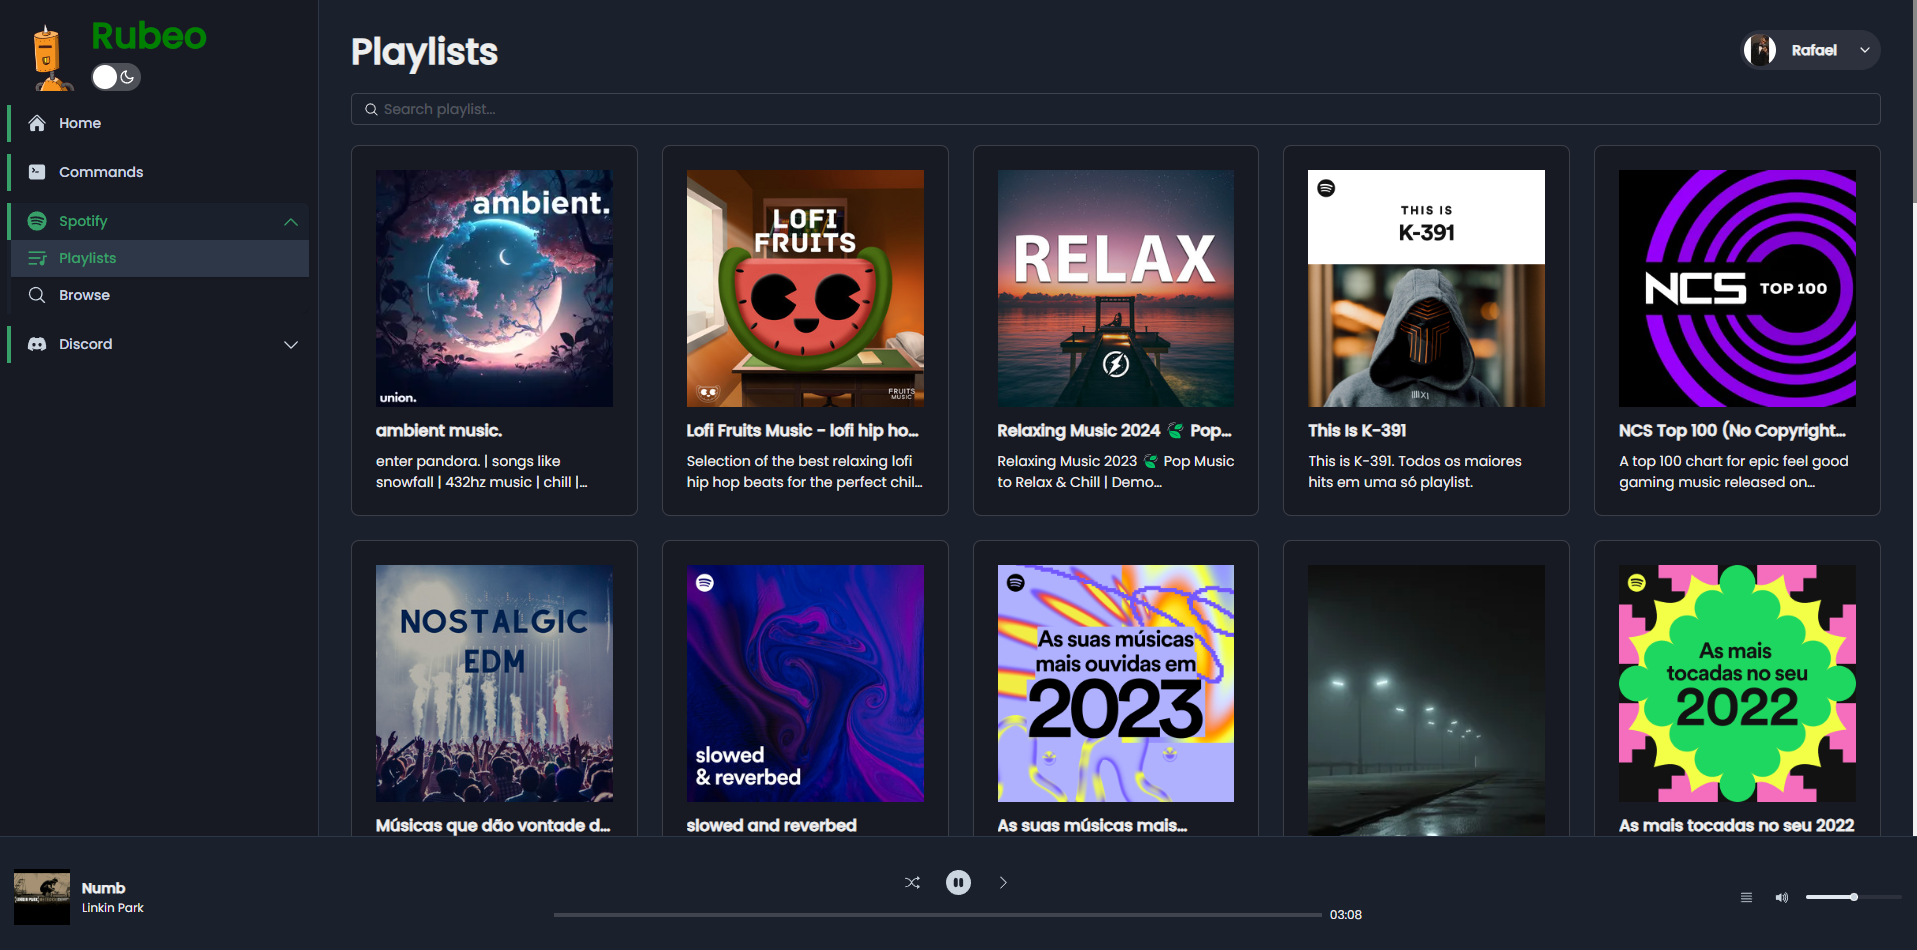 Rubeo
Home
Commands
Spotify
Playlists
Browse
Discord
Playlists
Rafael
Search playlist...
ambient.
union.
ambient music.
enter pandora. | songs like
snowfall | 432hz music | chill |...
LOFI
FRUITS
FRUITS
MUSIC
Lofi Fruits Music - lofi hip ho...
Selection of the best relaxing lofi
hip hop beats for the perfect chil...
RELAX
Relaxing Music 2024 🍃 Pop...
Relaxing Music 2023 🍃 Pop Music
to Relax & Chill | Demo...
THIS IS
K-391
This Is K-391
This is K-391. Todos os maiores
hits em uma só playlist.
NCS TOP 100
NCS Top 100 (No Copyright...
A top 100 chart for epic feel good
gaming music released on...
NOSTALGIC
EDM
Músicas que dão vontade d...
slowed
& reverbed
slowed and reverbed
As suas músicas
mais ouvidas em
2023
As suas músicas mais...
As mais
tocadas no seu
2022
As mais tocadas no seu 2022
Numb
Linkin Park
03:08